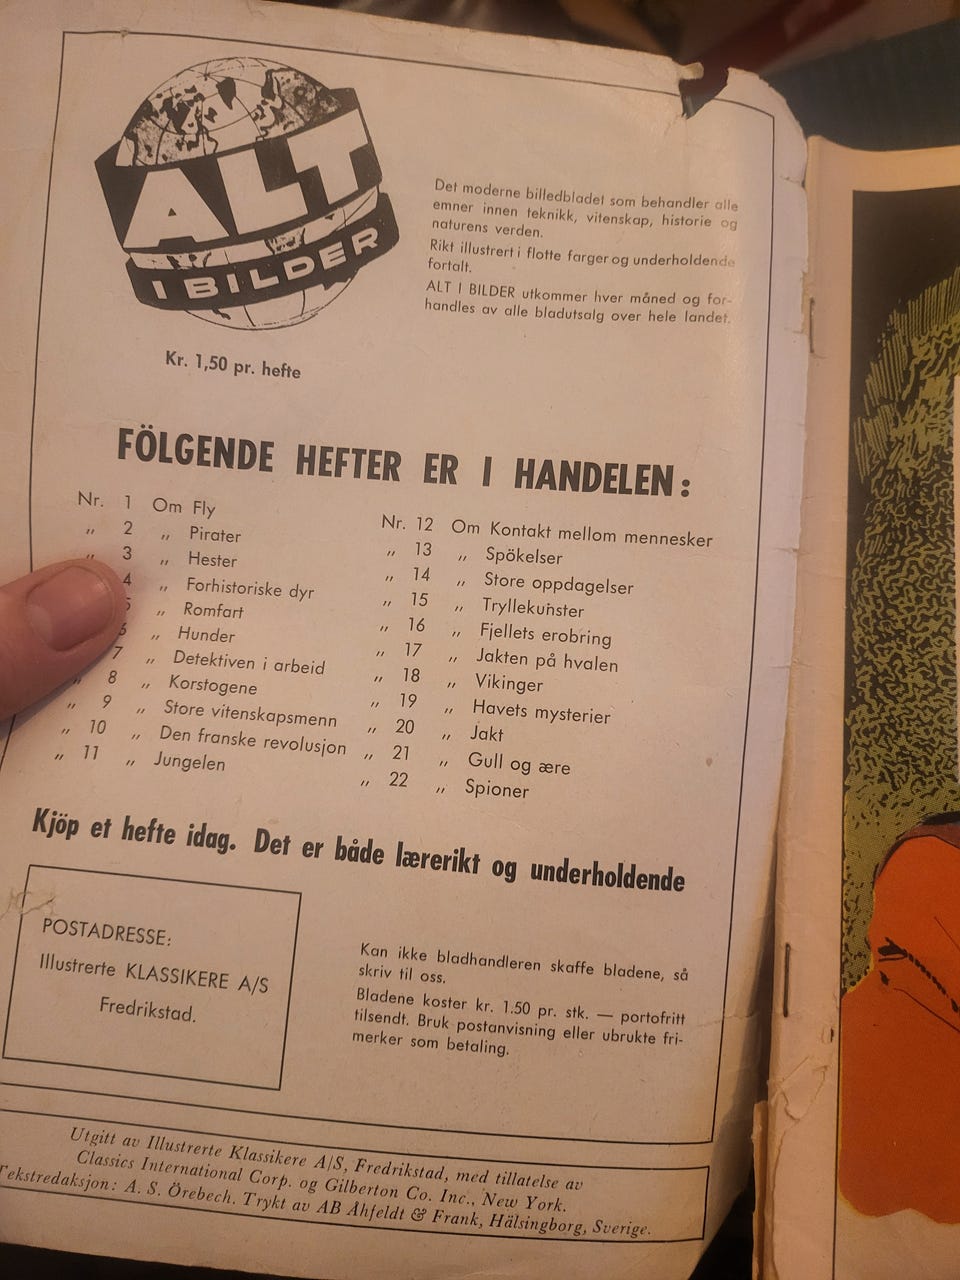 ALT
I BILDER
Det moderne billedbladet som behandler alle
emner innen teknikk, vitenskap, historie og
naturens verden.
Rikt illustrert i flotte farger og underholdende
fortalt.
ALT I BILDER utkommer hver måned og for-
handles av alle bladutsalg over hele landet.
Kr. 1,50 pr. hefte
FÖLGENDE HEFTER ER I HANDELEN:
Nr. 1 Om Fly
„ 2 „ Pirater
„ 3 „ Hester
4 „ Forhistoriske dyr
„ Romfart
„ Hunder
7 „ Detektiven i arbeid
„ 8 „ Korstogene
„ 9 „ Store vitenskapsmenn
„ 10 „ Den franske revolusjon
„ 11 „ Jungelen
Nr. 12 Om Kontakt mellom mennesker
„ 13 „ Spökelser
„ 14 „ Store oppdagelser
„ 15 „ Tryllekunster
„ 16 „ Fjellets erobring
„ 17 „ Jakten på hvalen
„ 18 „ Vikinger
„ 19 „ Havets mysterier
„ 20 „ Jakt
„ 21 „ Gull og ære
„ 22 „ Spioner
Kjöp et hefte idag. Det er både lærerikt og underholdende
POSTADRESSE:
Illustrerte KLASSIKERE A/S
Fredrikstad.
Kan ikke bladhandleren skaffe bladene, så
skriv til oss.
Bladene koster kr. 1.50 pr. stk. — portofritt
tilsendt. Bruk postanvisning eller ubrukte fri-
merker som betaling.
Utgitt av Illustrerte Klassikere A/S, Fredrikstad, med tillatelse av
Classics International Corp. og Gilberton Co. Inc., New York.
Tekstredaksjon: A. S. Örebech. Trykt av AB Åhfeldt & Frank, Hälsingborg, Sverige.